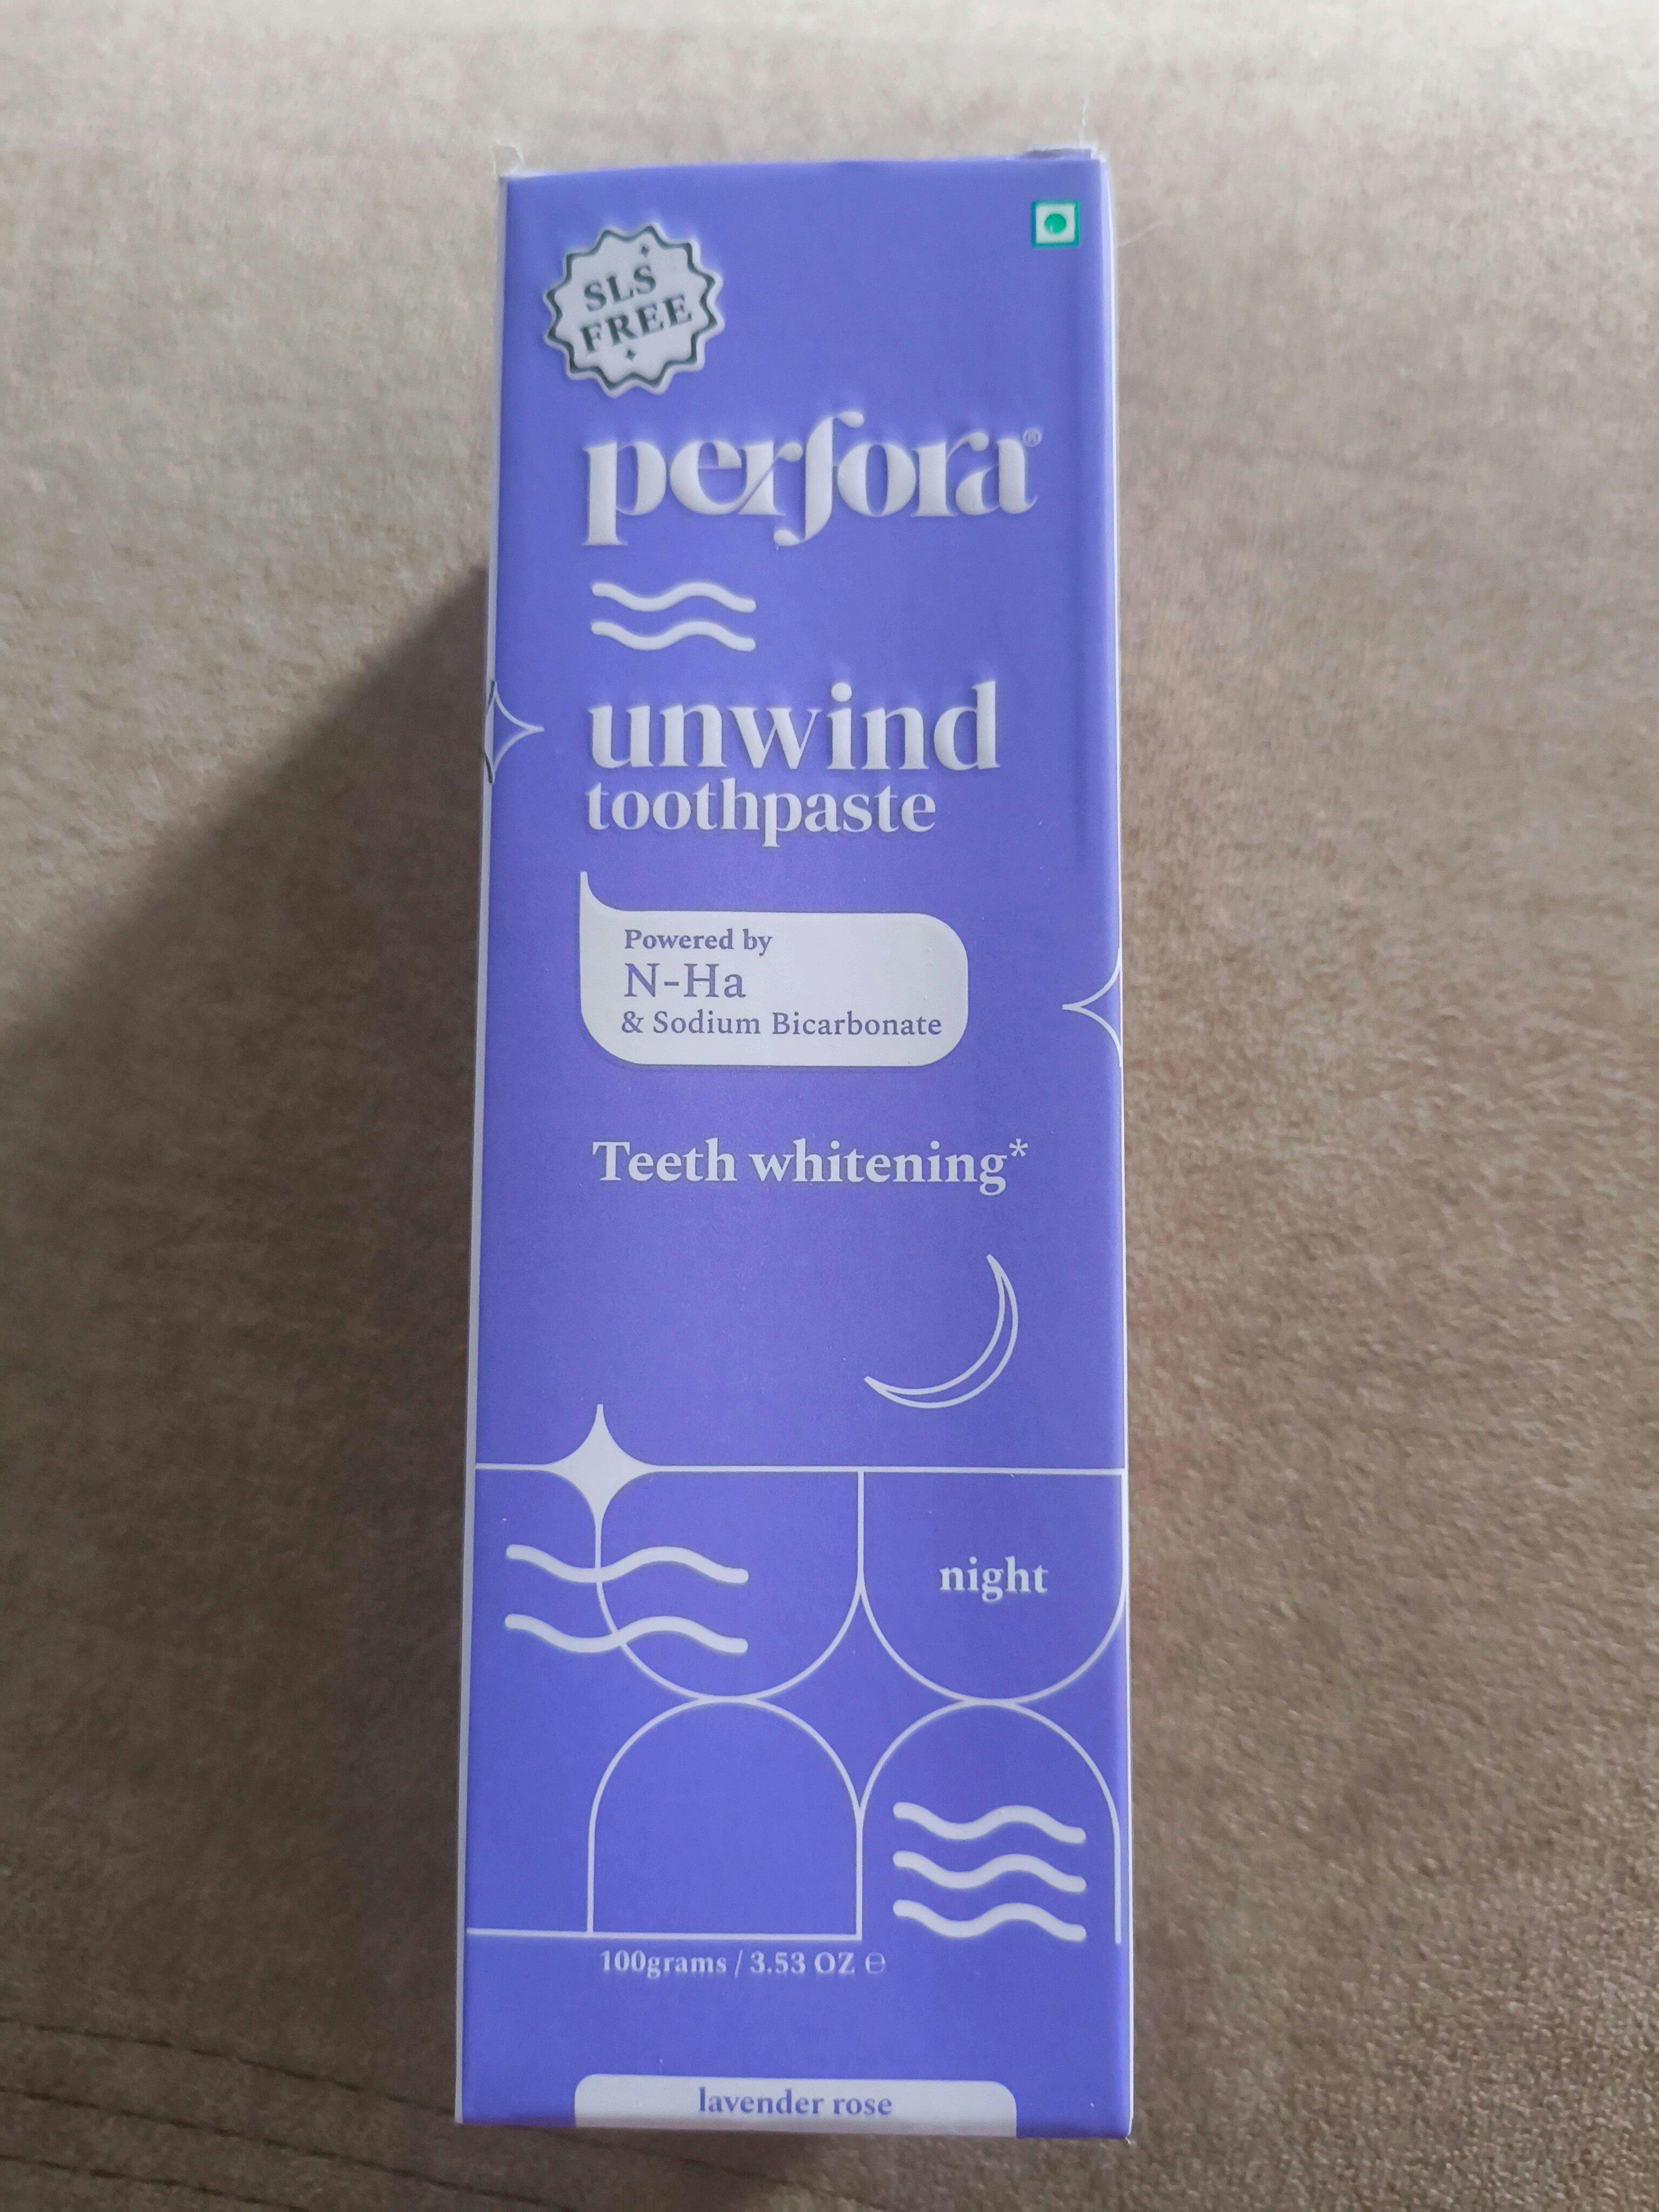 SLS
FREE
perfora®
unwind
toothpaste
Powered by
N-Ha
& Sodium Bicarbonate
Teeth whitening*
night
100grams / 3.53 OZ ℮
lavender rose